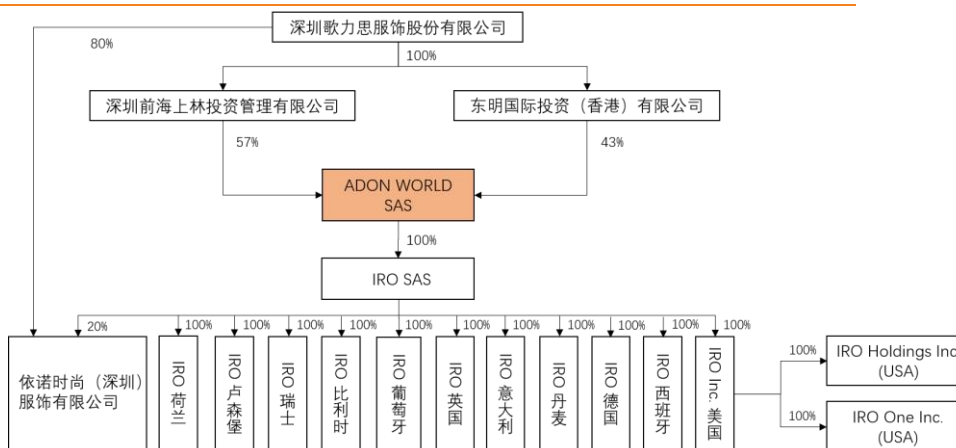 深圳歌力思服饰股份有限公司
80%
100%
深圳前海上林投资管理有限公司
东明国际投资（香港）有限公司
57%
43%
ADON WORLD
SAS
100%
IRO SAS
20%
100%
100%
100%
100%
100%
100%
100%
100%
100%
100%
100%
依诺时尚（深圳）
服饰有限公司
IRO 荷兰
IRO 卢森堡
IRO 瑞士
IRO 比利时
IRO 葡萄牙
IRO 英国
IRO 意大利
IRO 丹麦
IRO 德国
IRO 西班牙
IRO Inc. 美国
100%
IRO Holdings Inc
(USA)
100%
IRO One Inc.
(USA)